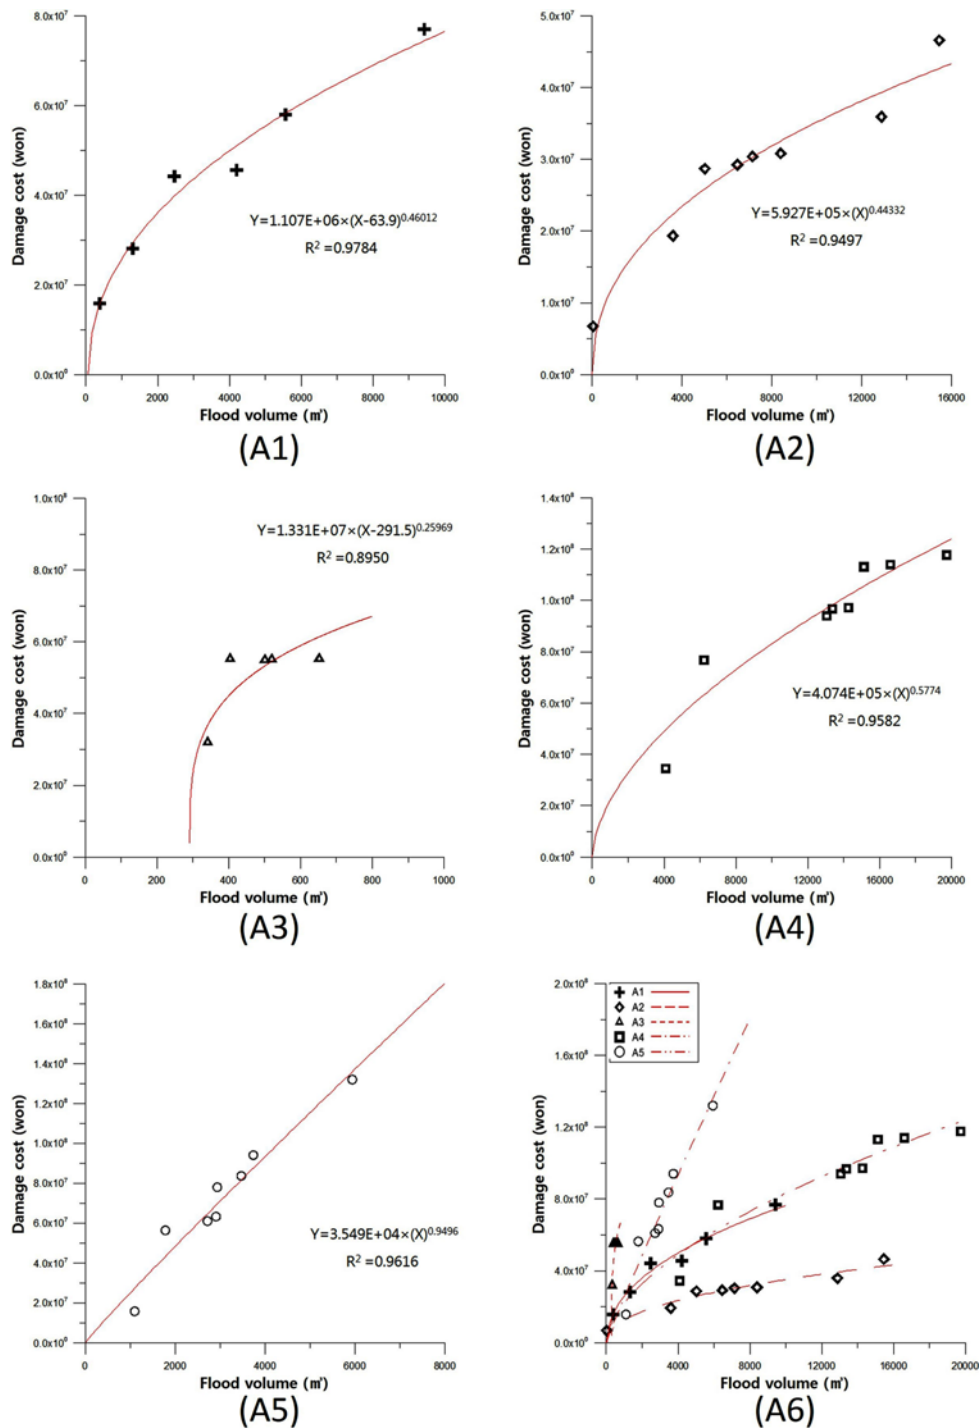 8.0x10⁷
6.0x10⁷
4.0x10⁷
2.0x10⁷
0.0x10⁰
Damage cost (won)
Y=1.107E+06×(X-63.9)^0.46012
R² =0.9784
0 2000 4000 6000 8000 10000
Flood volume (㎥)
(A1)
5.0x10⁷
4.0x10⁷
3.0x10⁷
2.0x10⁷
1.0x10⁷
0.0x10⁰
Damage cost (won)
Y=5.927E+05×(X)^0.44332
R² =0.9497
0 4000 8000 12000 16000
Flood volume (㎥)
(A2)
1.0x10⁸
8.0x10⁷
6.0x10⁷
4.0x10⁷
2.0x10⁷
0.0x10⁰
Damage cost (won)
Y=1.331E+07×(X-291.5)^0.25969
R² =0.8950
0 200 400 600 800 1000
Flood volume (㎥)
(A3)
1.4x10⁸
1.2x10⁸
1.0x10⁸
8.0x10⁷
6.0x10⁷
4.0x10⁷
2.0x10⁷
0.0x10⁰
Damage cost (won)
Y=4.074E+05×(X)^0.5774
R² =0.9582
0 4000 8000 12000 16000 20000
Flood volume (㎥)
(A4)
1.8x10⁸
1.6x10⁸
1.4x10⁸
1.2x10⁸
1.0x10⁸
8.0x10⁷
6.0x10⁷
4.0x10⁷
2.0x10⁷
0.0x10⁰
Damage cost (won)
Y=3.549E+04×(X)^0.9496
R² =0.9616
0 2000 4000 6000 8000
Flood volume (㎥)
(A5)
2.0x10⁸
1.6x10⁸
1.2x10⁸
8.0x10⁷
4.0x10⁷
0.0x10⁰
Damage cost (won)
A1
A2
A3
A4
A5
0 4000 8000 12000 16000 20000
Flood volume (㎥)
(A6)